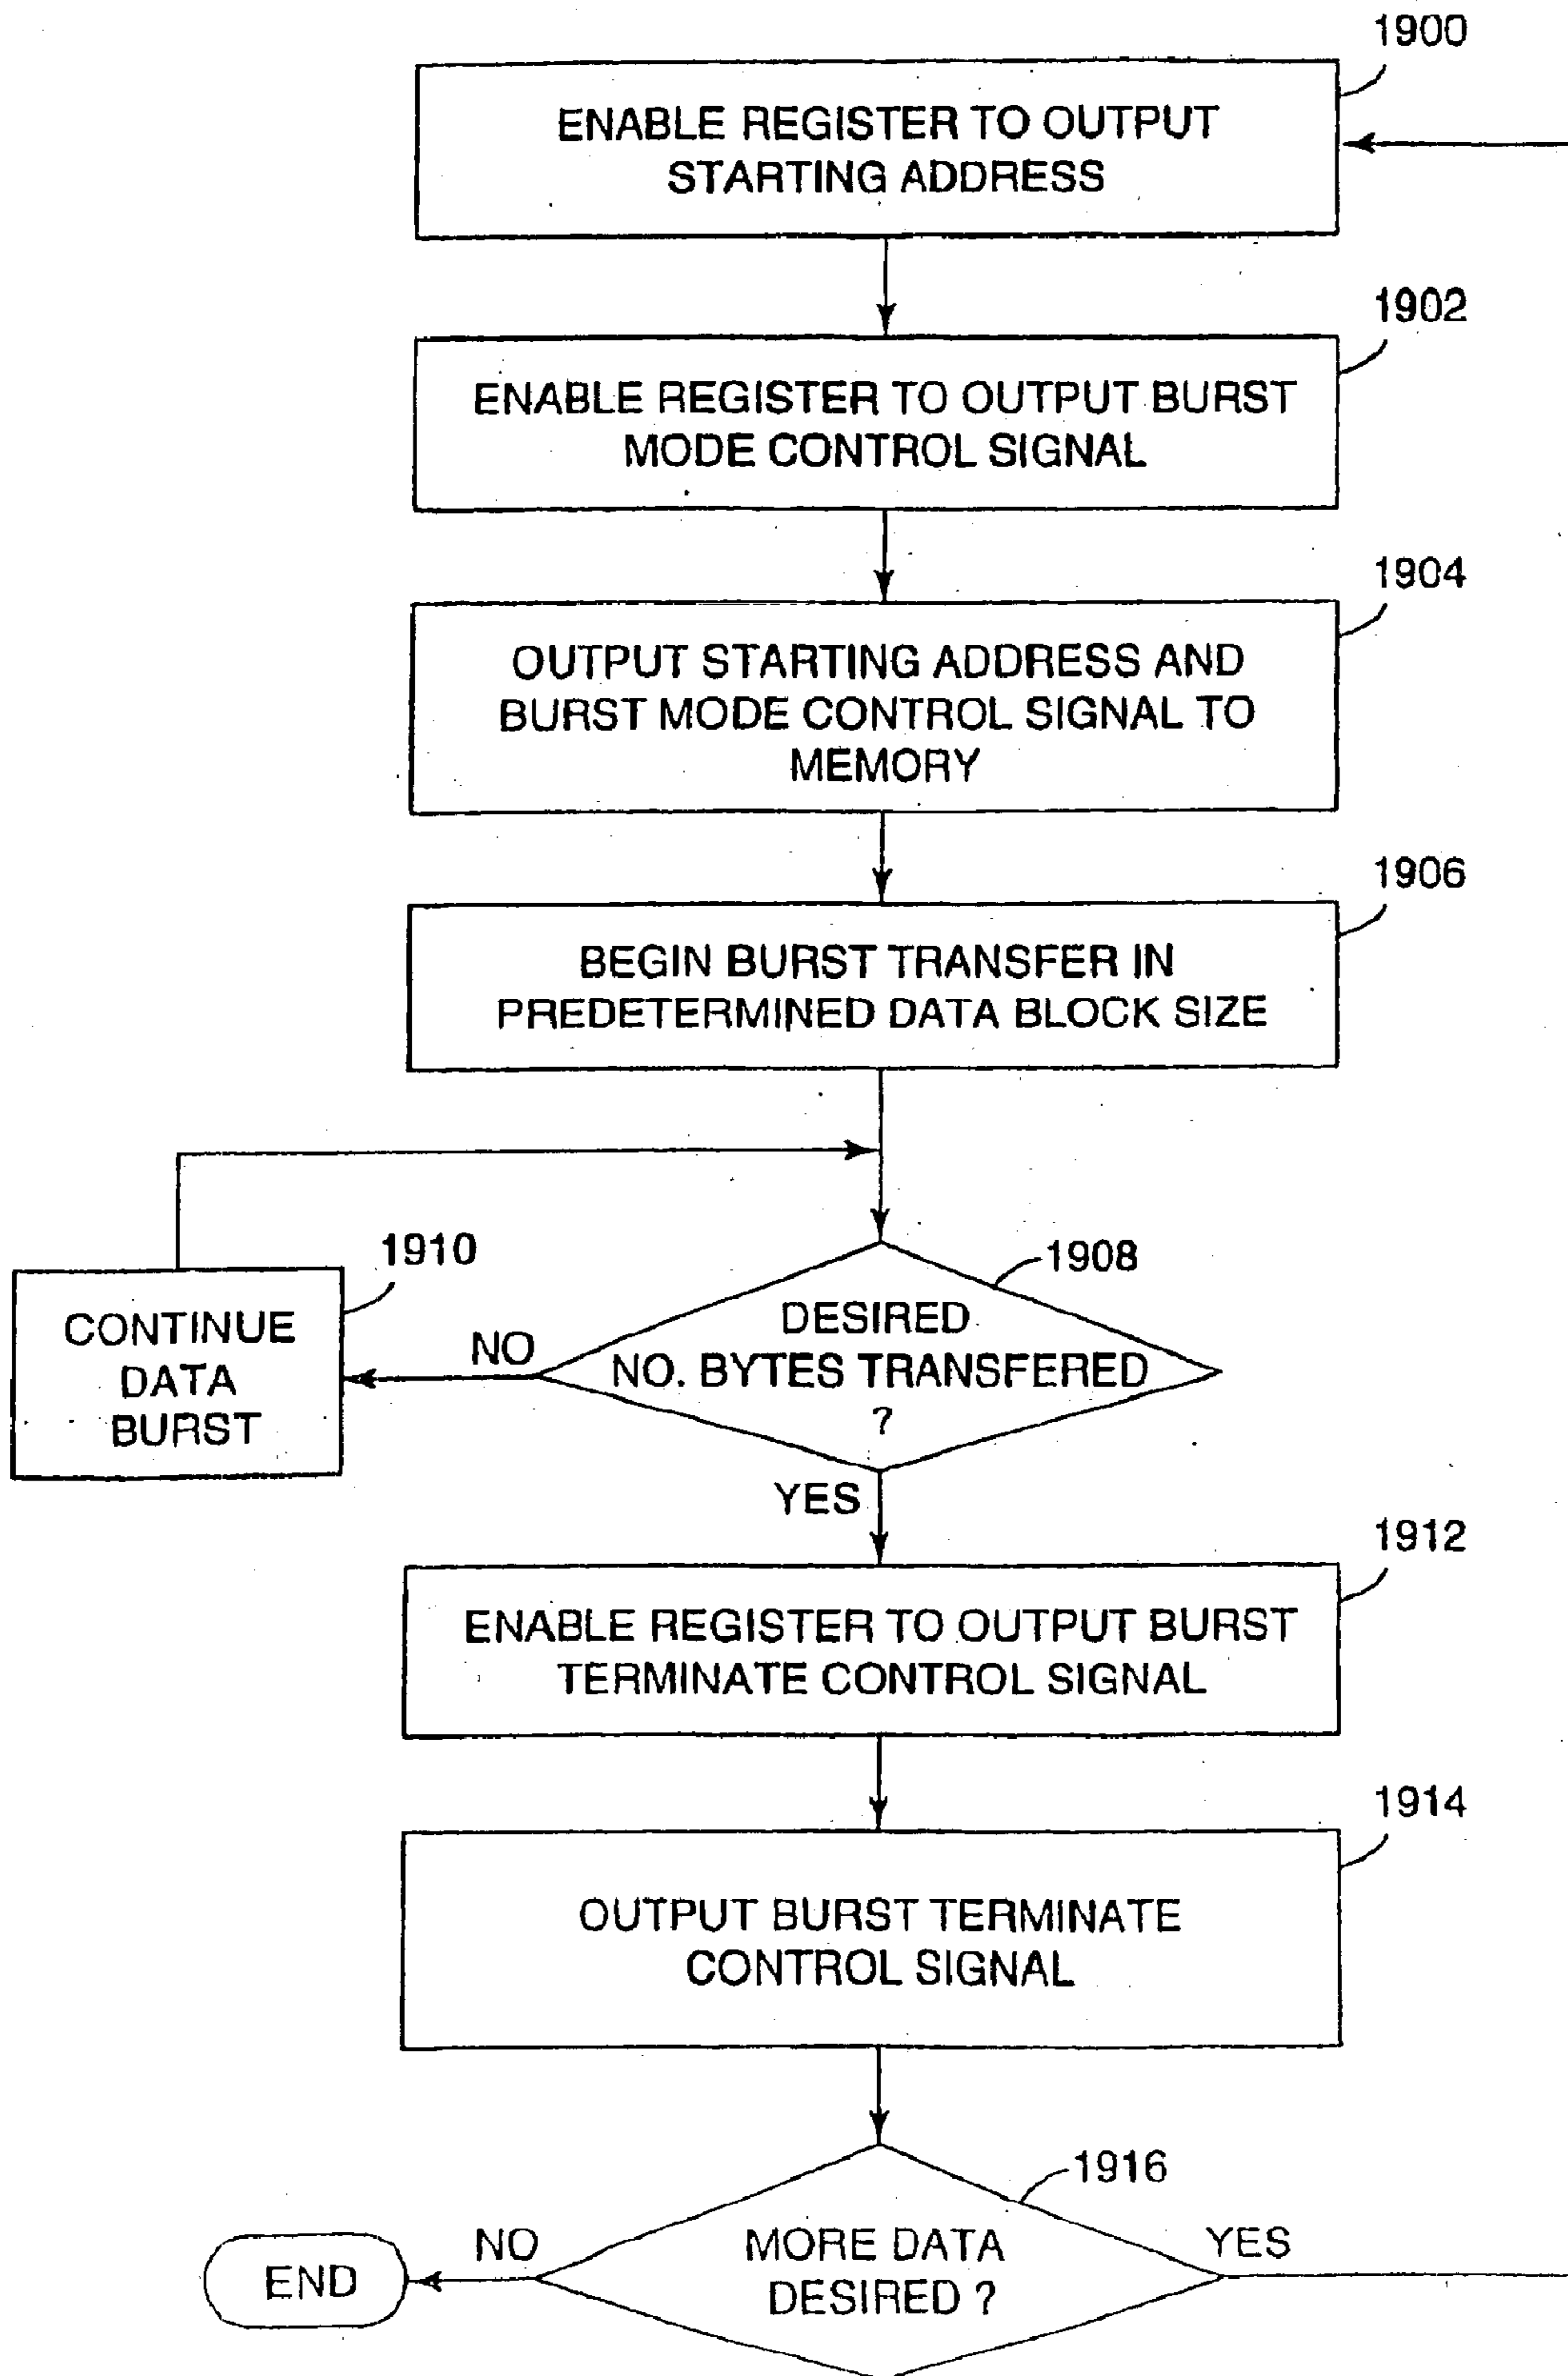 1900
ENABLE REGISTER TO OUTPUT
STARTING ADDRESS
1902
ENABLE REGISTER TO OUTPUT BURST
MODE CONTROL SIGNAL
1904
OUTPUT STARTING ADDRESS AND
BURST MODE CONTROL SIGNAL TO
MEMORY
1906
BEGIN BURST TRANSFER IN
PREDETERMINED DATA BLOCK SIZE
1910
CONTINUE
DATA
BURST
NO
1908
DESIRED
NO. BYTES TRANSFERED
?
YES
1912
ENABLE REGISTER TO OUTPUT BURST
TERMINATE CONTROL SIGNAL
1914
OUTPUT BURST TERMINATE
CONTROL SIGNAL
1916
MORE DATA
DESIRED ?
NO
END
YES